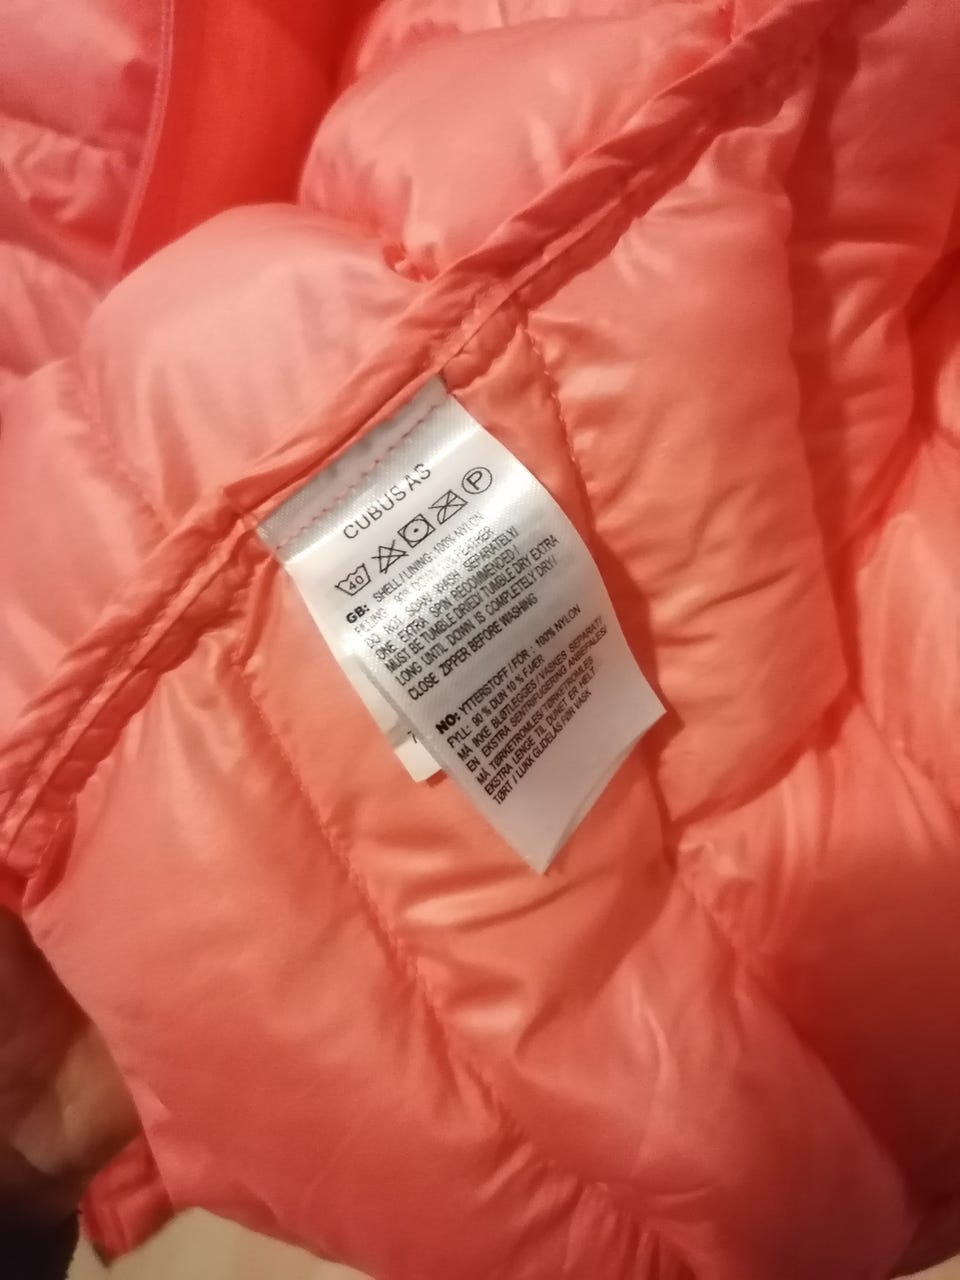 CUBUS AS
40 P
GB: SHELL/LINING: 100% NYLON
FILLING: 90% DOWN 10% FEATHER
DO NOT SOAK/WASH SEPARATELY/
ONE EXTRA SPIN RECOMMENDED/
MUST BE TUMBLE DRIED/TUMBLE DRY EXTRA
LONG UNTIL DOWN IS COMPLETELY DRY/
CLOSE ZIPPER BEFORE WASHING
NO: YTTERSTOFF / FÔR : 100% NYLON
FYLL: 90 % DUN 10 % FJÆR
MÅ IKKE BLØTLEGGES / VASKES SEPARAT/
EN EKSTRA SENTRIFUGERING ANBEFALES/
MÅ TØRKETROMLES/TØRKETROMLES
EKSTRA LENGE TIL DUNET ER HELT
TØRT / LUKK GLIDELÅS FØR VASK